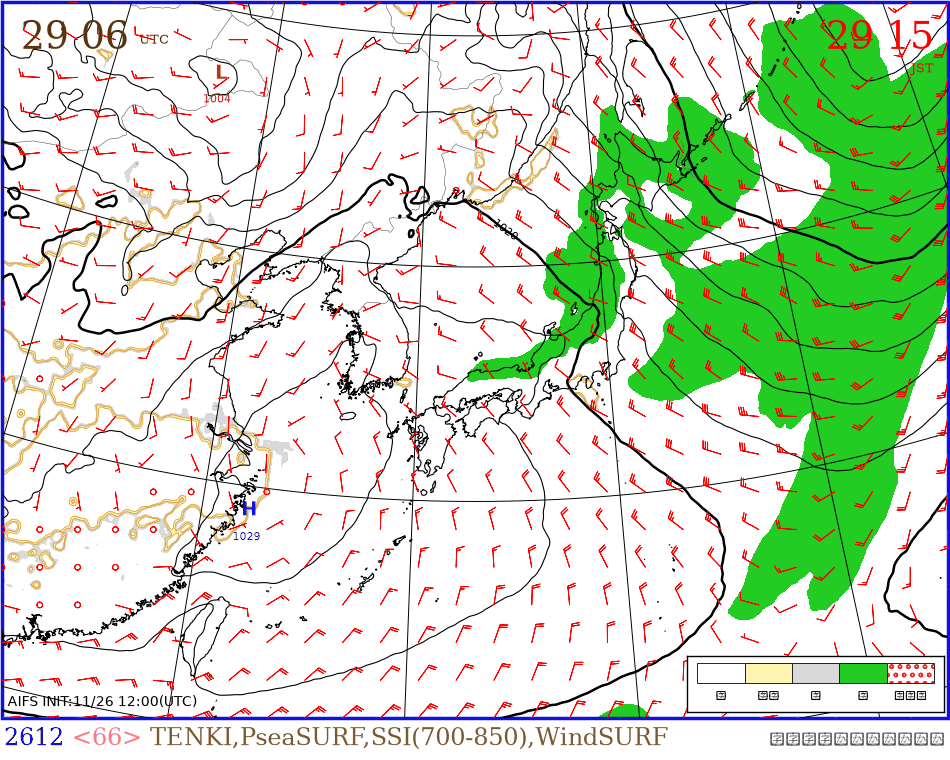 29 06 UTC
29 15
JST
L
1004
1020
H
1029
AIFS INIT:11/26 12:00(UTC)
2612 <66> TENKI,PseaSURF,SSI(700-850),WindSURF